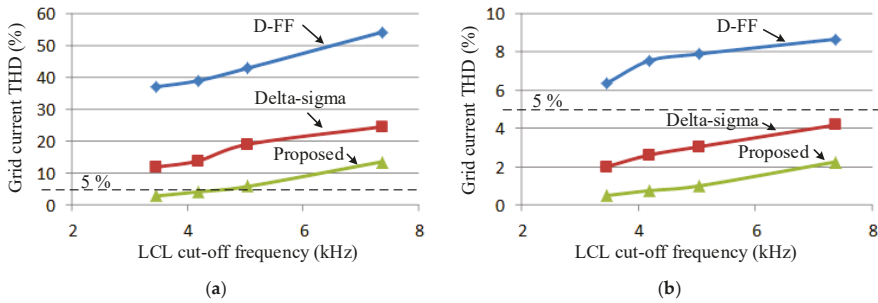 Grid current THD (%)
60
50
40
30
20
10
0
D-FF
Delta-sigma
Proposed
5 %
2
4
6
8
LCL cut-off frequency (kHz)
(a)
Grid current THD (%)
10
8
6
4
2
0
D-FF
5 %
Delta-sigma
Proposed
2
4
6
8
LCL cut-off frequency (kHz)
(b)